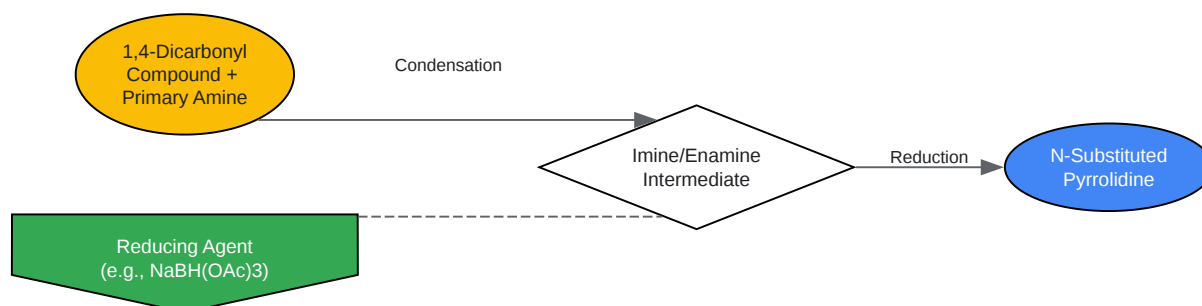 1,4-Dicarbonyl
Compound +
Primary Amine
Condensation
Imine/Enamine
Intermediate
Reduction
N-Substituted
Pyrrolidine
Reducing Agent
(e.g., NaBH(OAc)3)